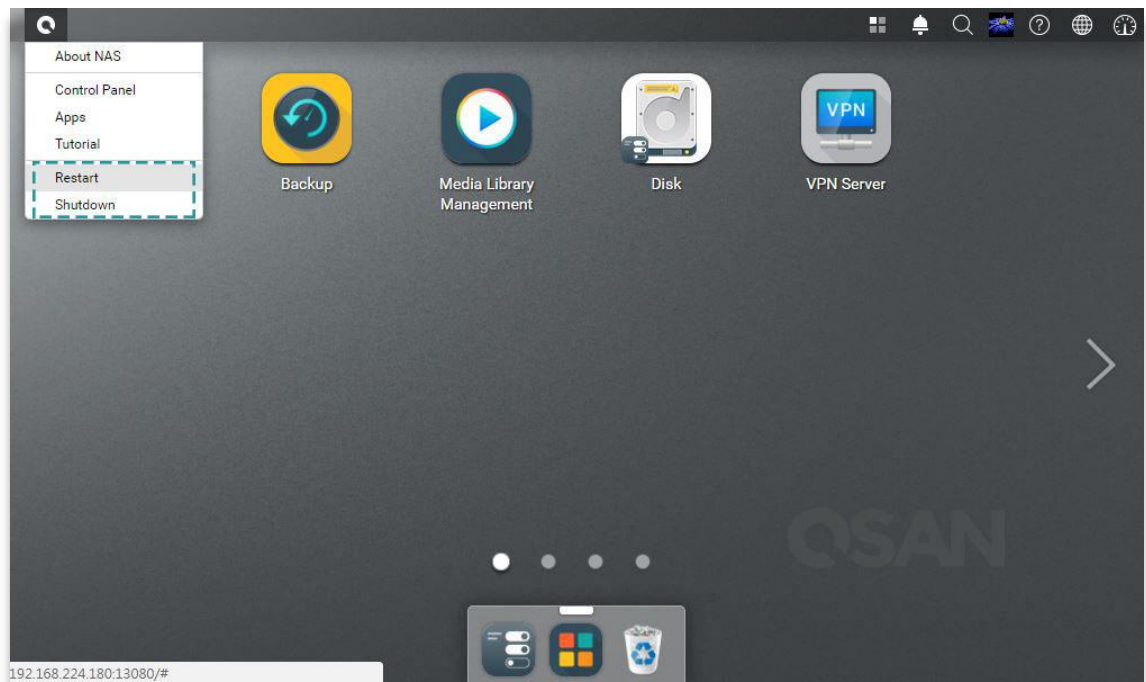 About NAS
Control Panel
Apps
Tutorial
Restart
Shutdown
Backup
Media Library
Management
Disk
VPN
VPN Server
QSAN
192.168.224.180:13080/#